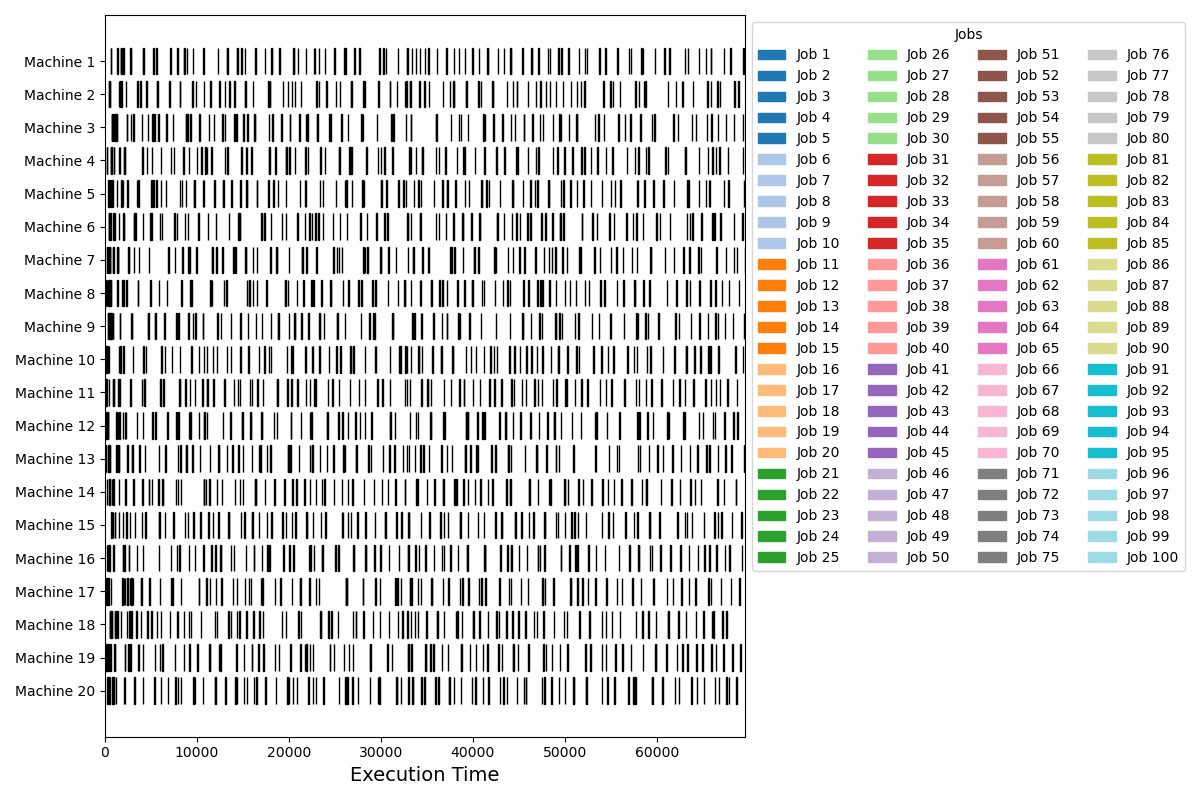 Jobs
Machine 1
Machine 2
Machine 3
Machine 4
Machine 5
Machine 6
Machine 7
Machine 8
Machine 9
Machine 10
Machine 11
Machine 12
Machine 13
Machine 14
Machine 15
Machine 16
Machine 17
Machine 18
Machine 19
Machine 20
0 10000 20000 30000 40000 50000 60000
Execution Time
Job 1 Job 26 Job 51 Job 76
Job 2 Job 27 Job 52 Job 77
Job 3 Job 28 Job 53 Job 78
Job 4 Job 29 Job 54 Job 79
Job 5 Job 30 Job 55 Job 80
Job 6 Job 31 Job 56 Job 81
Job 7 Job 32 Job 57 Job 82
Job 8 Job 33 Job 58 Job 83
Job 9 Job 34 Job 59 Job 84
Job 10 Job 35 Job 60 Job 85
Job 11 Job 36 Job 61 Job 86
Job 12 Job 37 Job 62 Job 87
Job 13 Job 38 Job 63 Job 88
Job 14 Job 39 Job 64 Job 89
Job 15 Job 40 Job 65 Job 90
Job 16 Job 41 Job 66 Job 91
Job 17 Job 42 Job 67 Job 92
Job 18 Job 43 Job 68 Job 93
Job 19 Job 44 Job 69 Job 94
Job 20 Job 45 Job 70 Job 95
Job 21 Job 46 Job 71 Job 96
Job 22 Job 47 Job 72 Job 97
Job 23 Job 48 Job 73 Job 98
Job 24 Job 49 Job 74 Job 99
Job 25 Job 50 Job 75 Job 100